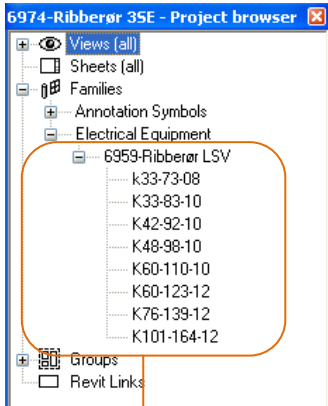 6974-Ribberør 3SE - Project browser
Views (all)
Sheets (all)
Families
Annotation Symbols
Electrical Equipment
6959-Ribberør LSV
k33-73-08
K33-83-10
K42-92-10
K48-98-10
K60-110-10
K60-123-12
K76-139-12
K101-164-12
Groups
Revit Links